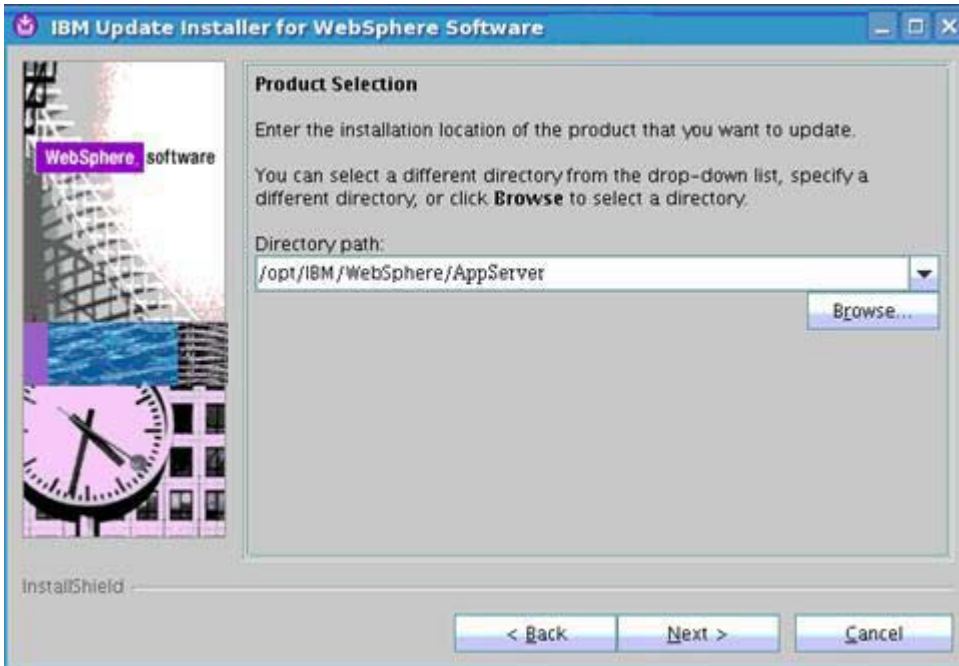 IBM Update Installer for WebSphere Software
WebSphere. software
Product Selection
Enter the installation location of the product that you want to update.
You can select a different directory from the drop-down list, specify a
different directory, or click Browse to select a directory.
Directory path:
/opt/IBM/WebSphere/AppServer
Browse...
InstallShield
< Back
Next >
Cancel